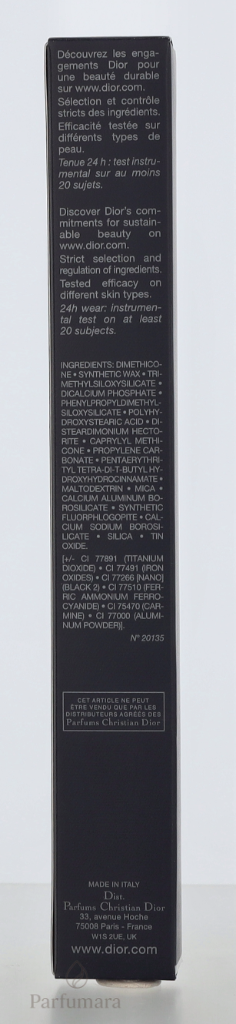 Découvrez les enga-
gements Dior pour
une beauté durable
sur www.dior.com.
Sélection et contrôle
stricts des ingrédients.
Efficacité testée sur
différents types de
peau.
Tenue 24 h : test instru-
mental sur au moins
20 sujets.
Discover Dior's com-
mitments for sustain-
able beauty on
www.dior.com.
Strict selection and
regulation of ingredients.
Tested efficacy on
different skin types.
24h wear: instrumen-
tal test on at least
20 subjects.
INGREDIENTS: DIMETHICO-
NE • SYNTHETIC WAX • TRI-
METHYLSILOXYSILICATE •
DICALCIUM PHOSPHATE •
PHENYLPROPYLDIMETHYL-
SILOXYSILICATE • POLYHY-
DROXYSTEARIC ACID • DI-
STEARDIMONIUM HECTO-
RITE • CAPRYLYL METHI-
CONE • PROPYLENE CAR-
BONATE • PENTAERYTHRI-
TYL TETRA-DI-T-BUTYL HY-
DROXYHYDROCINNAMATE •
MALTODEXTRIN • MICA •
CALCIUM ALUMINUM BO-
ROSILICATE • SYNTHETIC
FLUORPHLOGOPITE • CAL-
CIUM SODIUM BOROSI-
LICATE • SILICA • TIN
OXIDE.
[+/- CI 77891 (TITANIUM
DIOXIDE) • CI 77491 (IRON
OXIDES) • CI 77266 [NANO]
(BLACK 2) • CI 77510 (FER-
RIC AMMONIUM FERRO-
CYANIDE) • CI 75470 (CAR-
MINE) • CI 77000 (ALUMI-
NUM POWDER)].
N° 20135
CET ARTICLE NE PEUT
ÊTRE VENDU QUE PAR LES
DISTRIBUTEURS AGRÉÉS DES
Parfums Christian Dior
MADE IN ITALY
Dist.
Parfums Christian Dior
33, avenue Hoche
75008 Paris - France
W1S 2UE, UK
www.dior.com
Parfumara